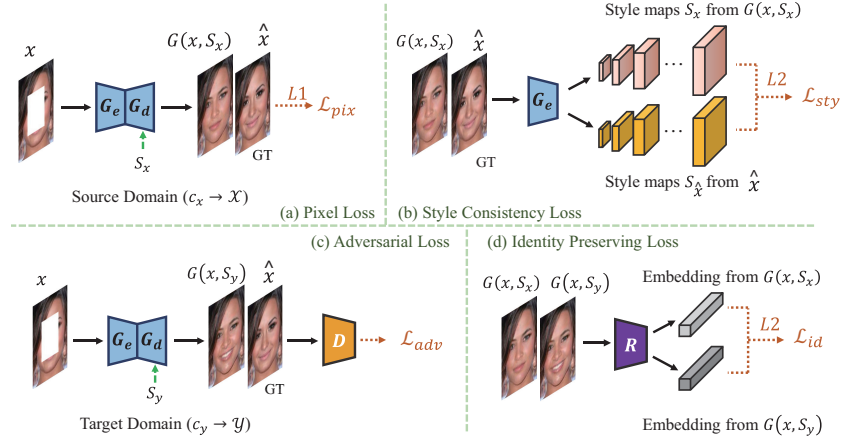 x
G(x, S_x)
x̂
G_e
G_d
S_x
L1
ℒ_pix
GT
Source Domain (c_x → 𝒳)
(a) Pixel Loss
Style maps S_x from G(x, S_x)
G(x, S_x)
x̂
G_e
L2
ℒ_sty
GT
Style maps S_x̂ from x̂
(b) Style Consistency Loss
(c) Adversarial Loss
x
G(x, S_y)
x̂
G_e
G_d
D
ℒ_adv
S_y
GT
Target Domain (c_y → 𝒴)
(d) Identity Preserving Loss
G(x, S_x)
G(x, S_y)
Embedding from G(x, S_x)
R
L2
ℒ_id
Embedding from G(x, S_y)